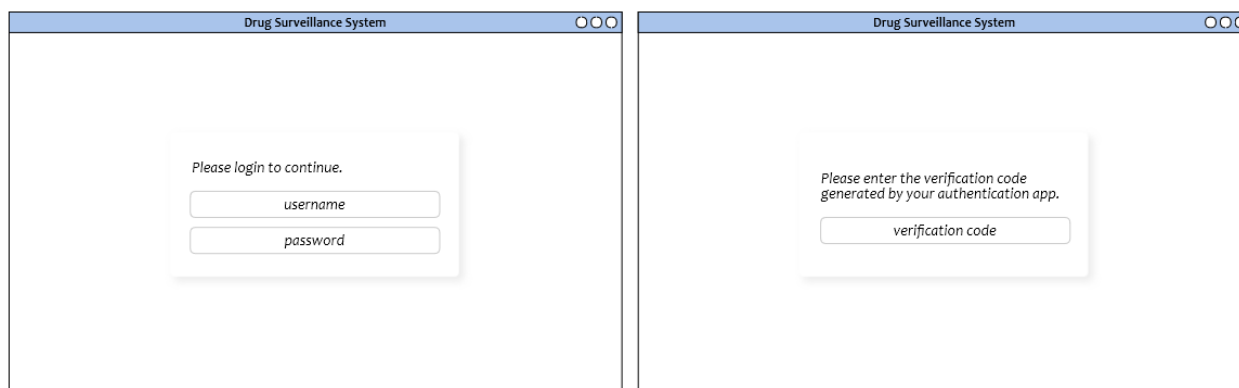 Drug Surveillance System
Please login to continue.
username
password
Drug Surveillance System
Please enter the verification code
generated by your authentication app.
verification code